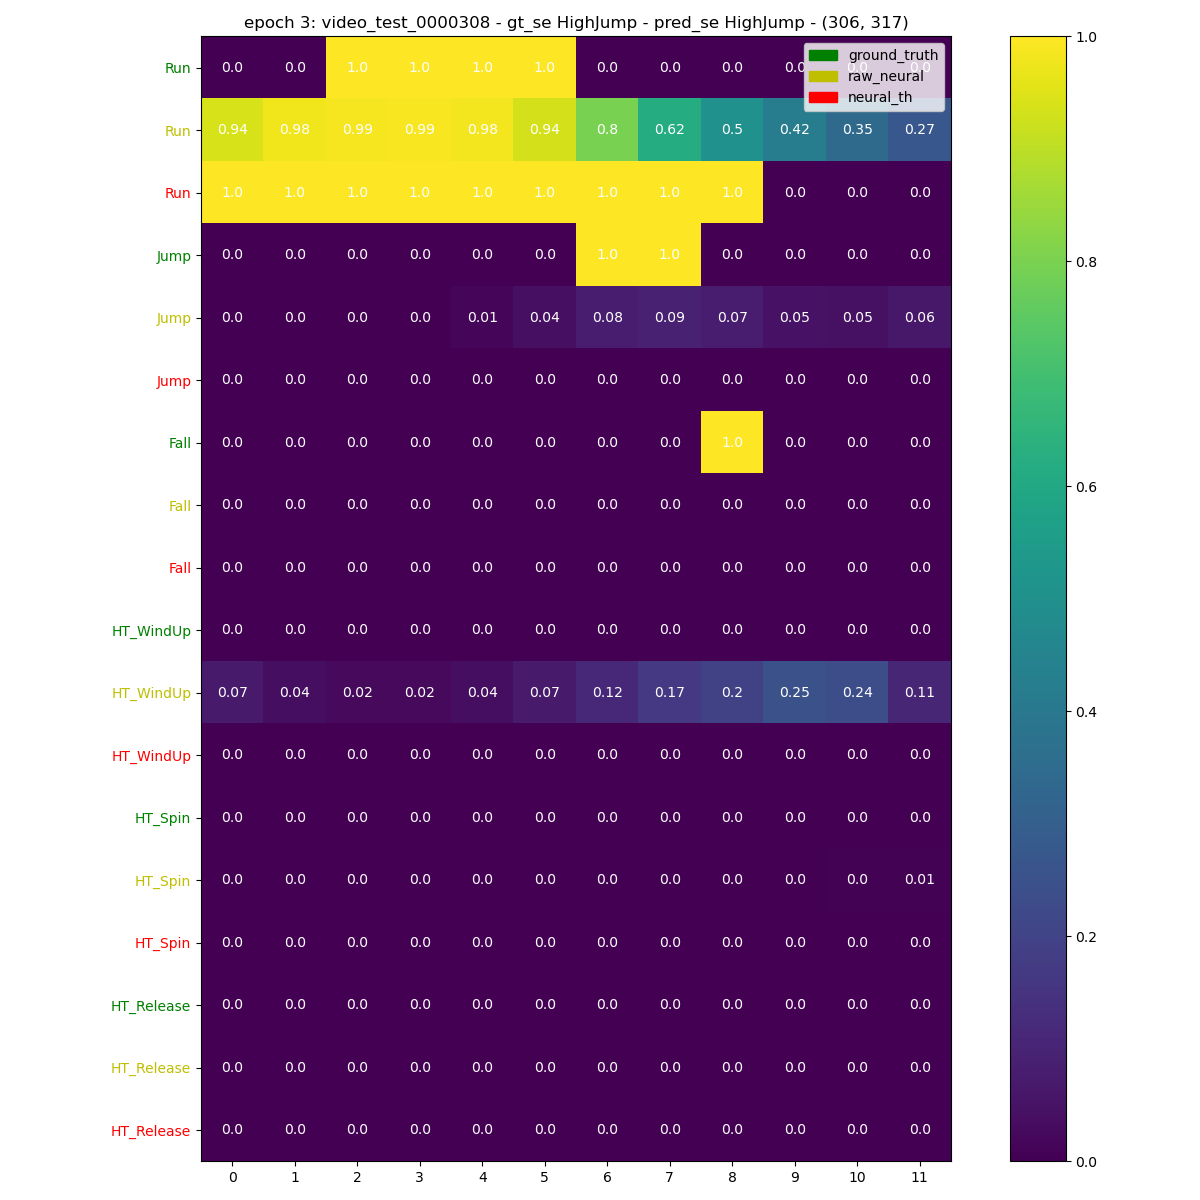 epoch 3: video_test_0000308 - gt_se HighJump - pred_se HighJump - (306, 317)
ground_truth
raw_neural
neural_th
Run 0.0 0.0 1.0 1.0 1.0 1.0 0.0 0.0 0.0 0.0 0.0 0.0
Run 0.94 0.98 0.99 0.99 0.98 0.94 0.8 0.62 0.5 0.42 0.35 0.27
Run 1.0 1.0 1.0 1.0 1.0 1.0 1.0 1.0 1.0 0.0 0.0 0.0
Jump 0.0 0.0 0.0 0.0 0.0 0.0 1.0 1.0 0.0 0.0 0.0 0.0
Jump 0.0 0.0 0.0 0.0 0.01 0.04 0.08 0.09 0.07 0.05 0.05 0.06
Jump 0.0 0.0 0.0 0.0 0.0 0.0 0.0 0.0 0.0 0.0 0.0 0.0
Fall 0.0 0.0 0.0 0.0 0.0 0.0 0.0 0.0 1.0 0.0 0.0 0.0
Fall 0.0 0.0 0.0 0.0 0.0 0.0 0.0 0.0 0.0 0.0 0.0 0.0
Fall 0.0 0.0 0.0 0.0 0.0 0.0 0.0 0.0 0.0 0.0 0.0 0.0
HT_WindUp 0.0 0.0 0.0 0.0 0.0 0.0 0.0 0.0 0.0 0.0 0.0 0.0
HT_WindUp 0.07 0.04 0.02 0.02 0.04 0.07 0.12 0.17 0.2 0.25 0.24 0.11
HT_WindUp 0.0 0.0 0.0 0.0 0.0 0.0 0.0 0.0 0.0 0.0 0.0 0.0
HT_Spin 0.0 0.0 0.0 0.0 0.0 0.0 0.0 0.0 0.0 0.0 0.0 0.0
HT_Spin 0.0 0.0 0.0 0.0 0.0 0.0 0.0 0.0 0.0 0.0 0.0 0.01
HT_Spin 0.0 0.0 0.0 0.0 0.0 0.0 0.0 0.0 0.0 0.0 0.0 0.0
HT_Release 0.0 0.0 0.0 0.0 0.0 0.0 0.0 0.0 0.0 0.0 0.0 0.0
HT_Release 0.0 0.0 0.0 0.0 0.0 0.0 0.0 0.0 0.0 0.0 0.0 0.0
HT_Release 0.0 0.0 0.0 0.0 0.0 0.0 0.0 0.0 0.0 0.0 0.0 0.0
0 1 2 3 4 5 6 7 8 9 10 11
1.0
0.8
0.6
0.4
0.2
0.0